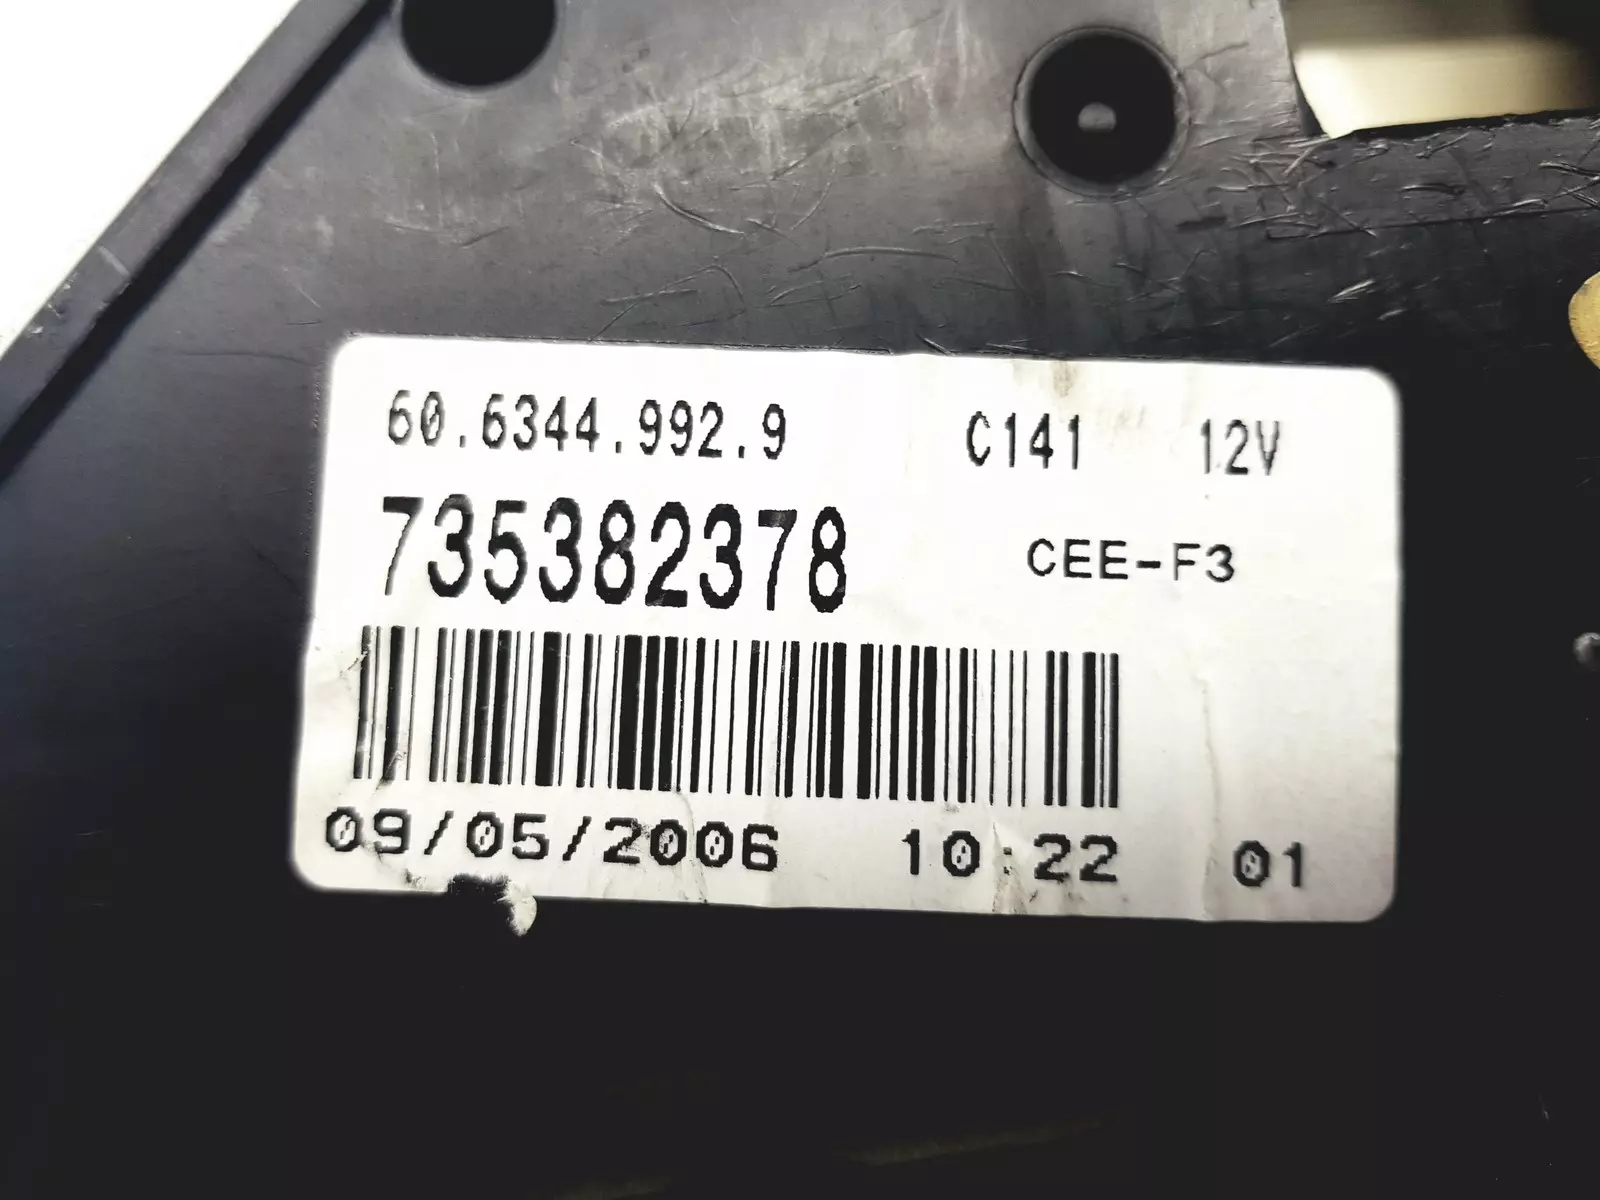 60.6344.992.9 C141 12V
735382378 CEE-F3
09/05/2006 10:22 01